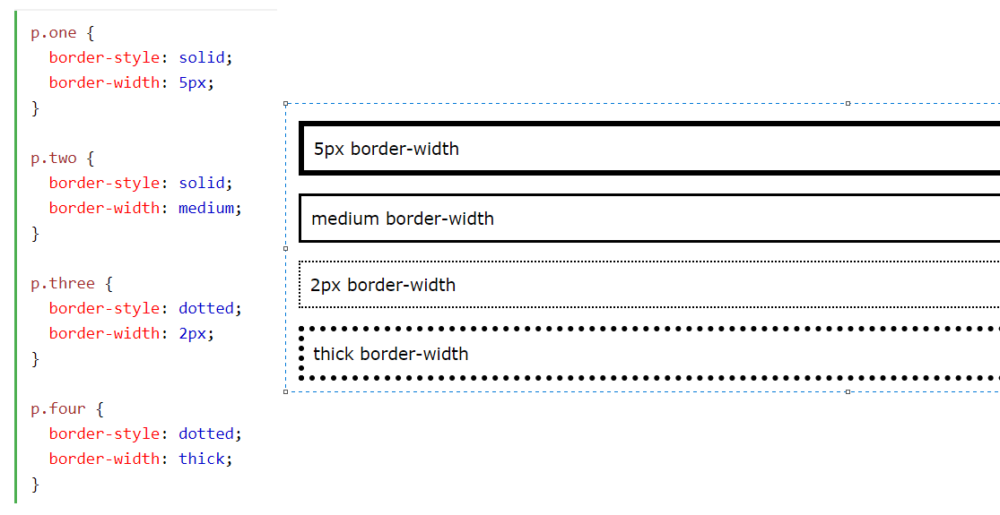 p.one {
  border-style: solid;
  border-width: 5px;
}
p.two {
  border-style: solid;
  border-width: medium;
}
p.three {
  border-style: dotted;
  border-width: 2px;
}
p.four {
  border-style: dotted;
  border-width: thick;
}
5px border-width
medium border-width
2px border-width
thick border-width